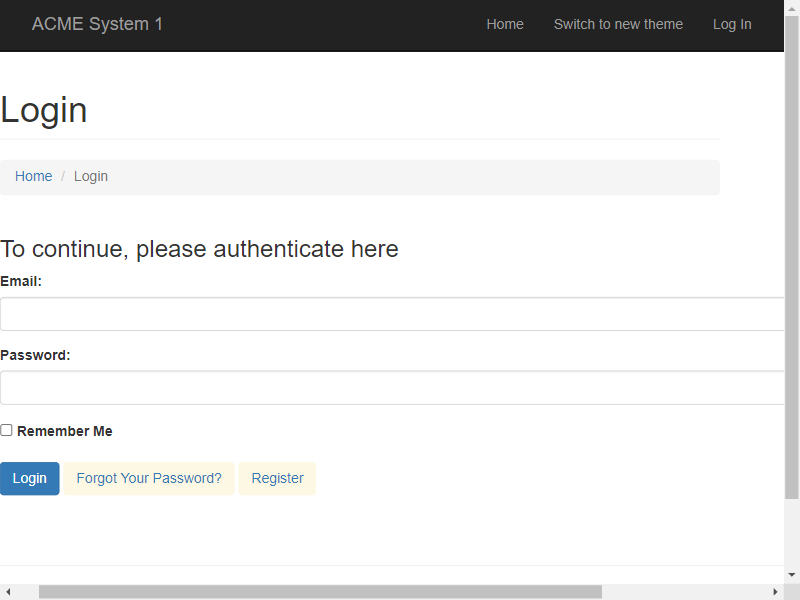 ACME System 1 Home Switch to new theme Log In
Login
Home / Login
To continue, please authenticate here
Email:
Password:
Remember Me
Login Forgot Your Password? Register